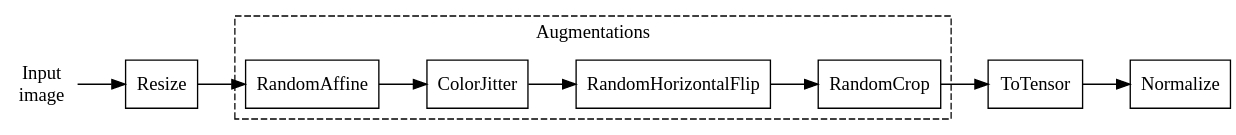 Augmentations
Input
image
Resize
RandomAffine
ColorJitter
RandomHorizontalFlip
RandomCrop
ToTensor
Normalize